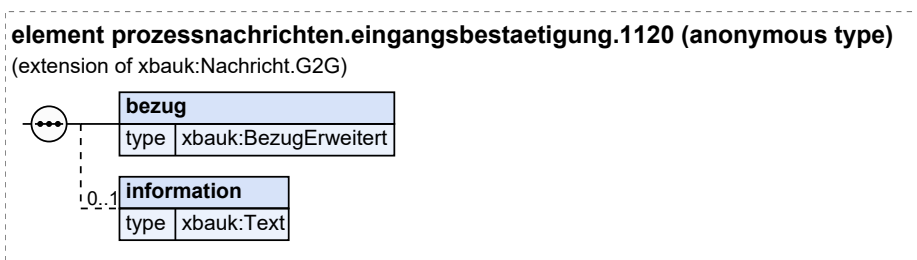 element prozessnachrichten.eingangsbestaetigung.1120 (anonymous type)
(extension of xbauk:Nachricht.G2G)
bezug
type xbauk:BezugErweitert
0..1
information
type xbauk:Text